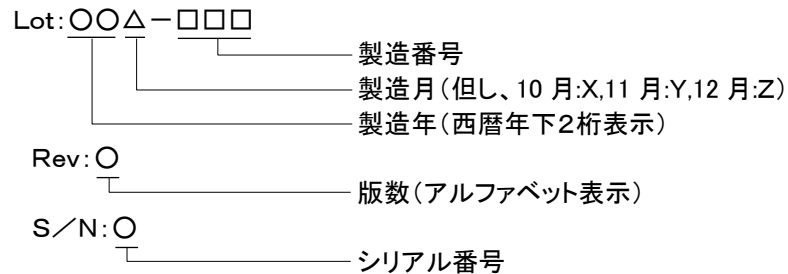 Lot:○○△－□□□
製造番号
製造月(但し、10 月:X,11 月:Y,12 月:Z)
製造年(西暦年下２桁表示)
Rev:○
版数(アルファベット表示)
S／N:○
シリアル番号